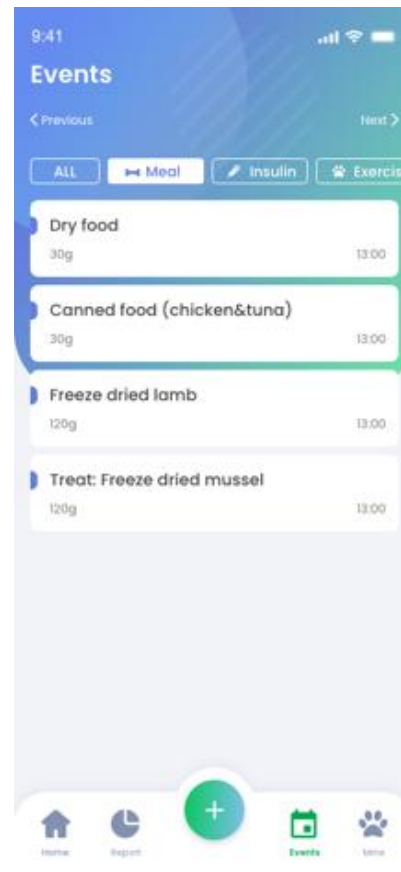 9:41
Events
Previous Next
ALL Meal Insulin Exercis
Dry food
30g 13:00
Canned food (chicken&tuna)
30g 13:00
Freeze dried lamb
120g 13:00
Treat: Freeze dried mussel
120g 13:00
+
Home Report Events Mine